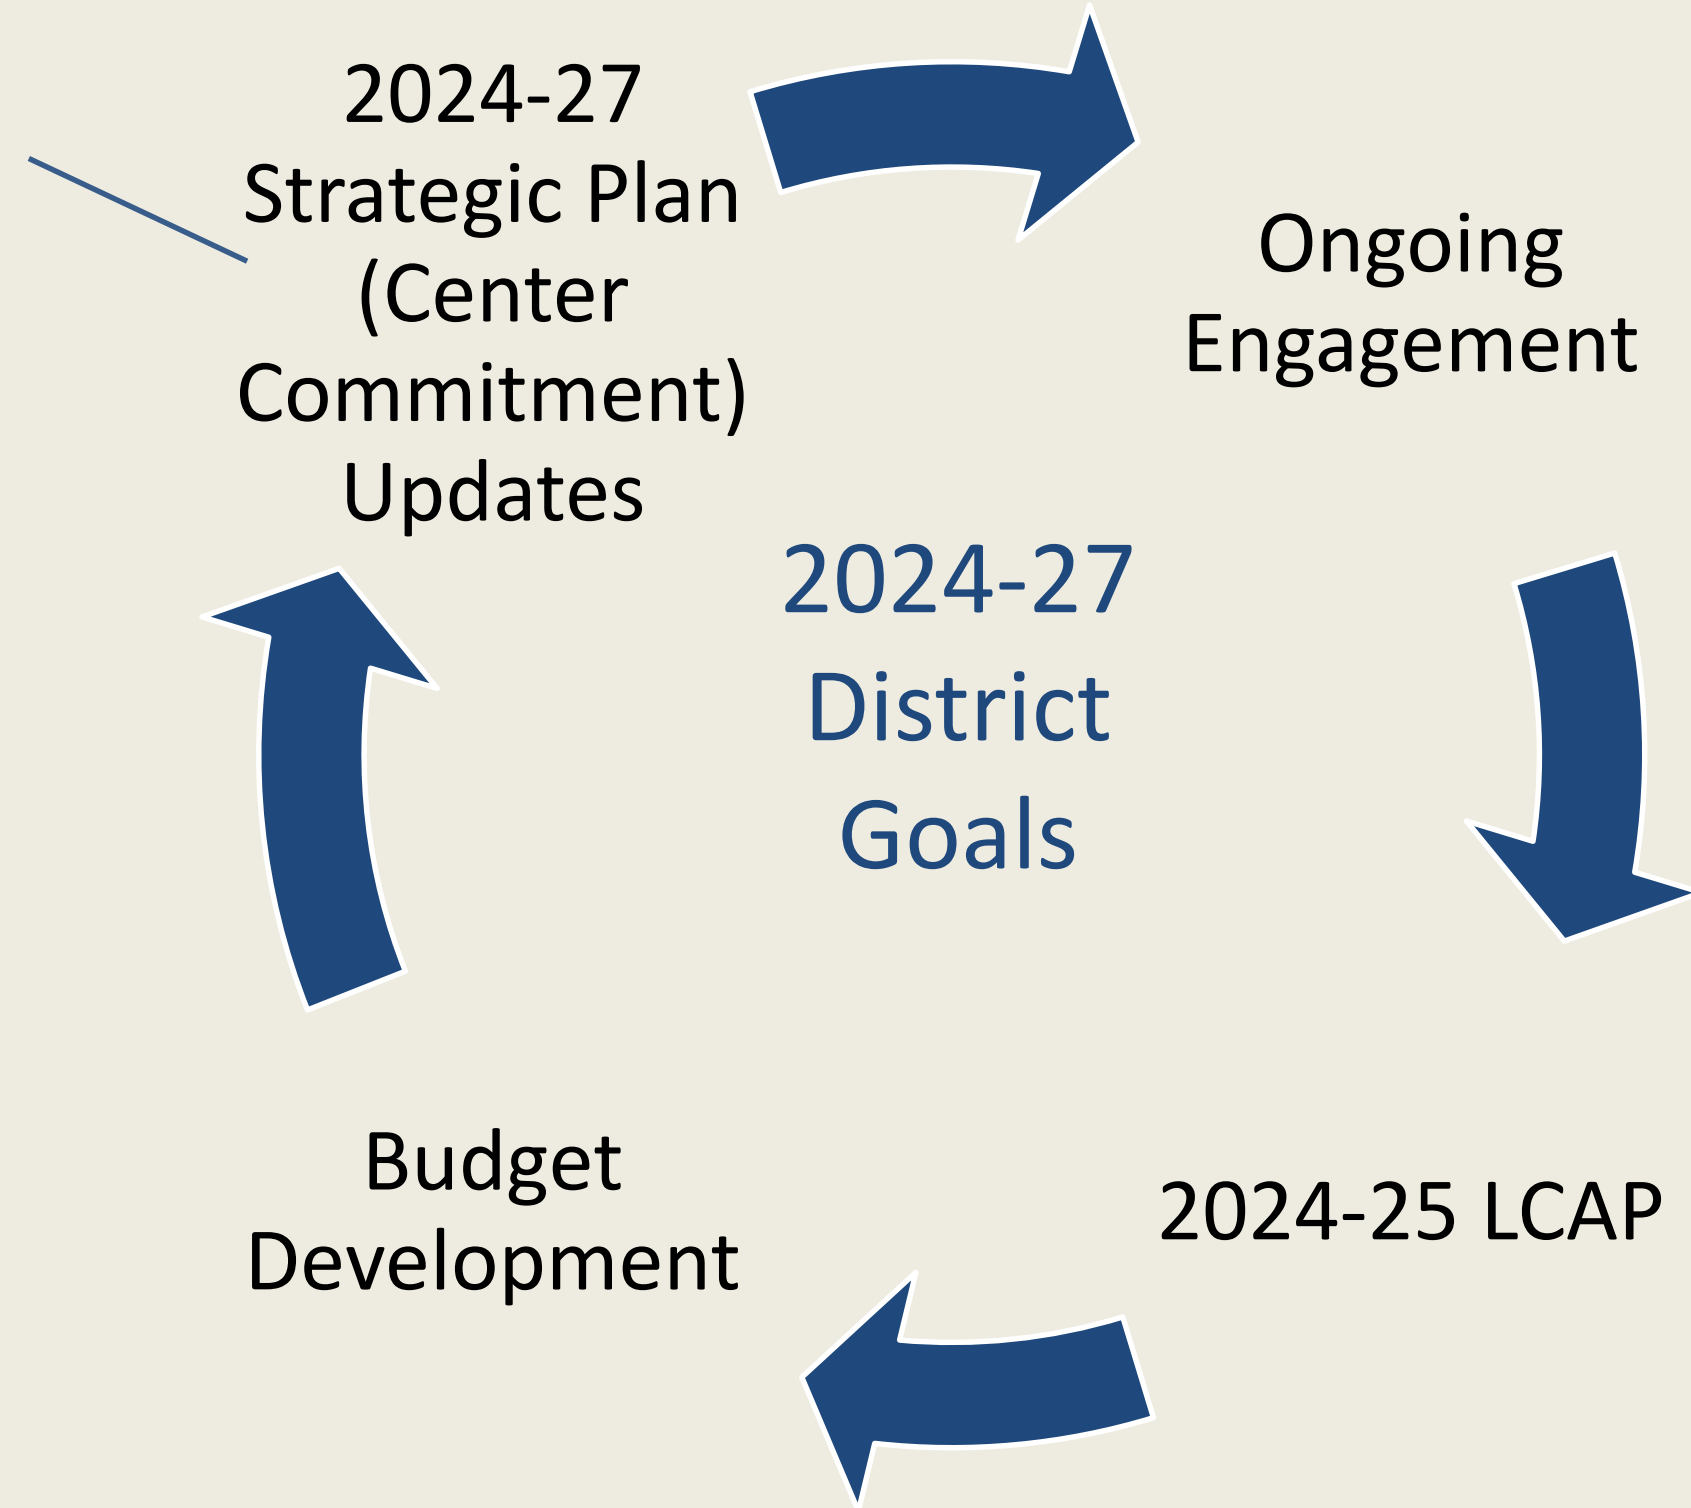 2024-27
Strategic Plan
(Center
Commitment)
Updates
Ongoing
Engagement
2024-27
District
Goals
Budget
Development
2024-25 LCAP